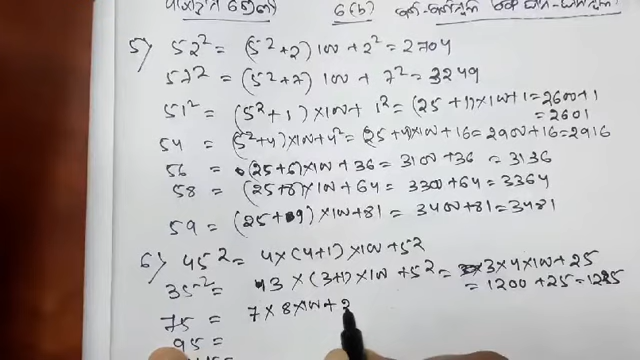 6(b)
5) 52² = (5²+2) 100 + 2² = 2704
57² = (5²+7) 100 + 7² = 3249
51² = (5²+1)×100+ 1² = (25+1)×100+1=2600+1
= 2601
54 = (5²+4)×100+4² = (25+4)×100+16=2900+16=2916
56 = (25+6)×100+36 = 3100+36 = 3136
58 = (25+8)×100+64 = 3300+64 = 3364
59 = (25+9)×100+81 = 3400+81 = 3481
6) 45² = 4×(4+1)×100+5²
35² = 3×(3+1)×100+5² = 3×4×100+25
= 1200+25=1225
75 = 7×8×100+2
95 =